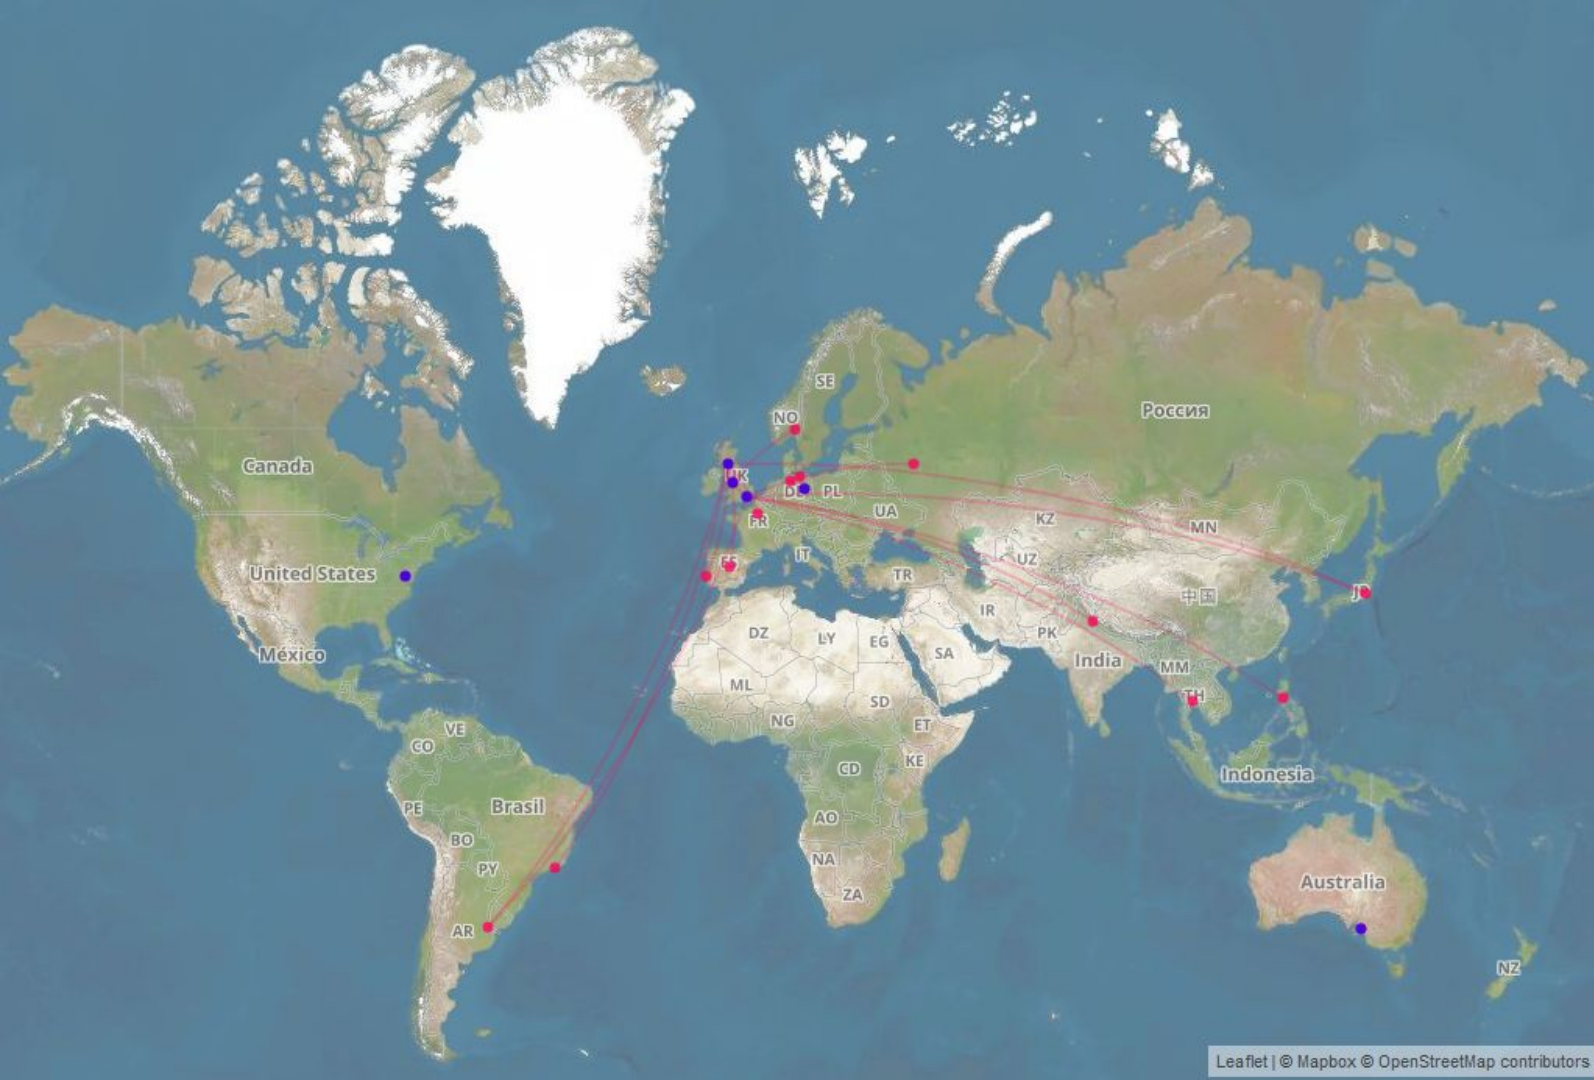 SE
NO
Россия
Canada
UK
DE
PL
UA
FR
KZ
MN
United States
ES
IT
UZ
TR
JP
中国
IR
PK
México
DZ
LY
EG
SA
India
MM
ML
SD
TH
NG
ET
VE
CO
CD
KE
Indonesia
PE
Brasil
AO
BO
PY
NA
Australia
ZA
AR
NZ
Leaflet | © Mapbox © OpenStreetMap contributors